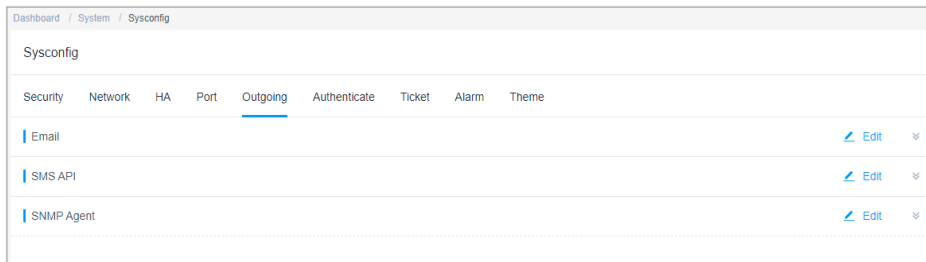 Dashboard / System / Sysconfig
Sysconfig
Security Network HA Port Outgoing Authenticate Ticket Alarm Theme
Email Edit
SMS API Edit
SNMP Agent Edit